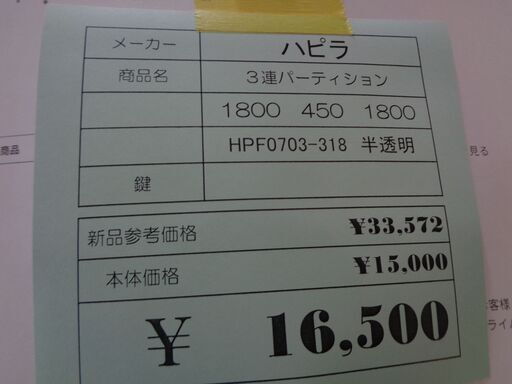 メーカー ハピラ
商品名 3連パーティション
1800 450 1800
商品 HPF0703-318 半透明 見る
鍵
新品参考価格 ¥33,572
本体価格 ¥15,000
¥ 16,500
客様
ライム